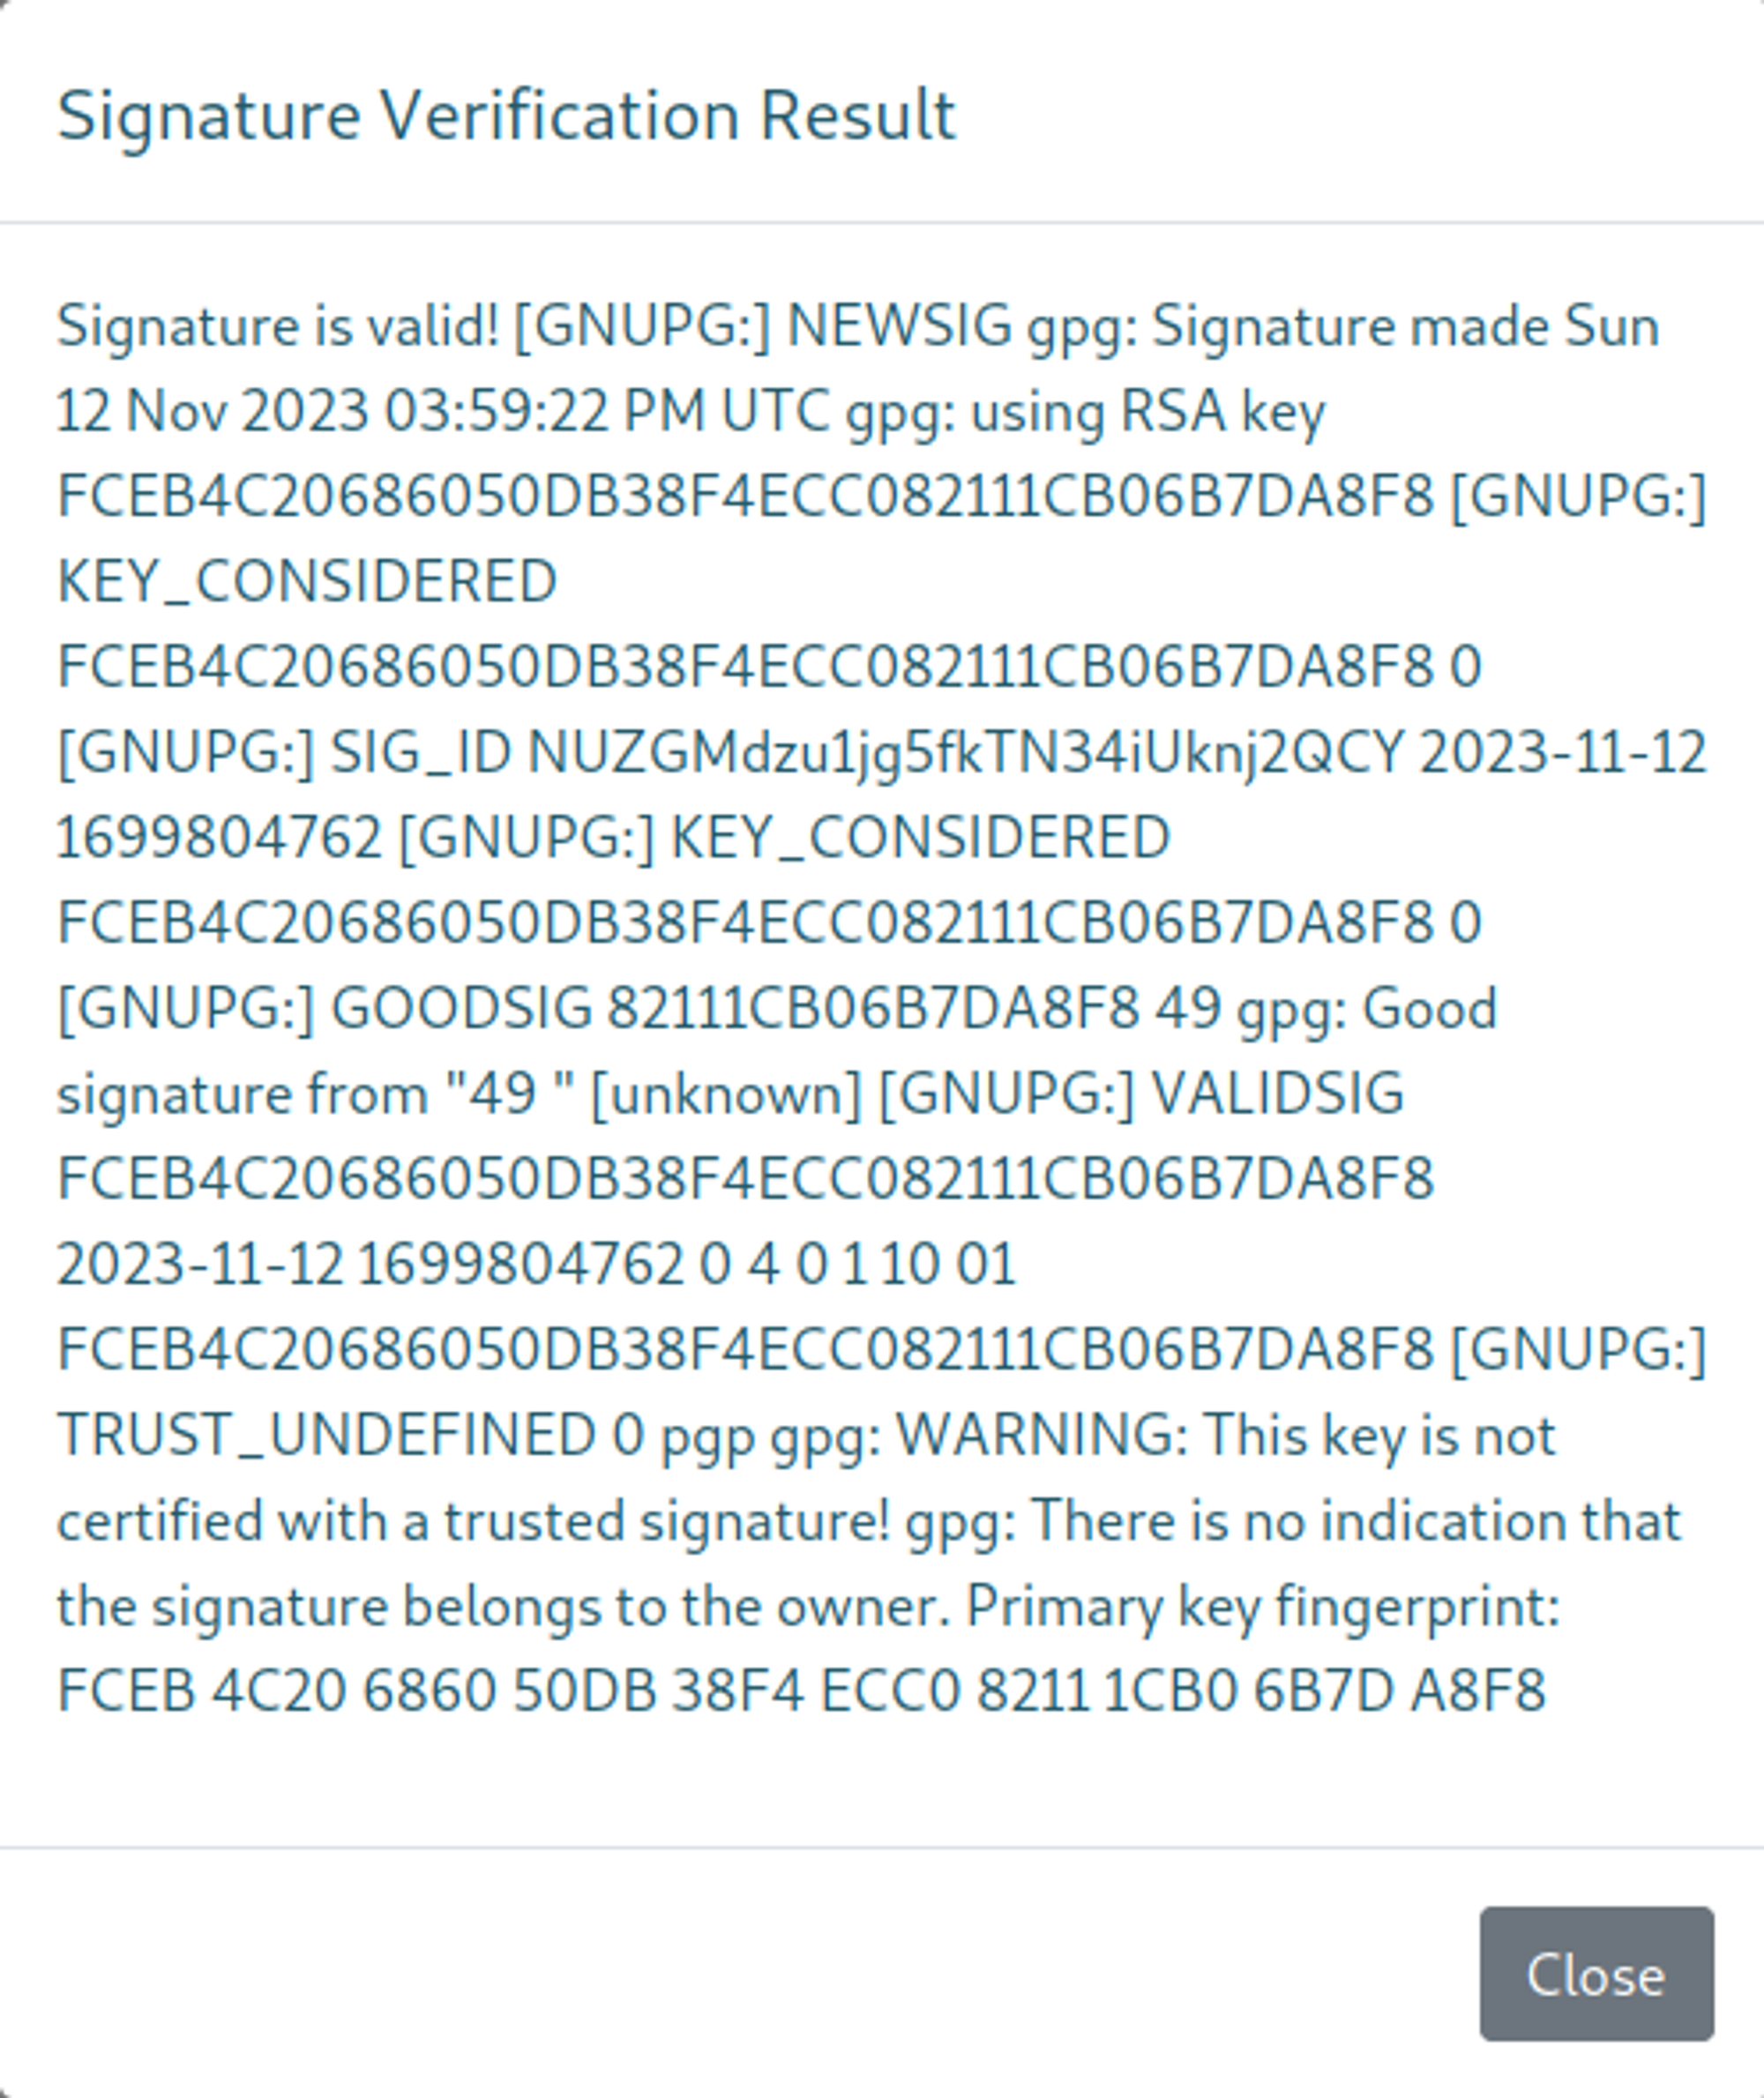 Signature Verification Result
Signature is valid! [GNUPG:] NEWSIG gpg: Signature made Sun
12 Nov 2023 03:59:22 PM UTC gpg: using RSA key
FCEB4C20686050DB38F4ECC082111CB06B7DA8F8 [GNUPG:]
KEY_CONSIDERED
FCEB4C20686050DB38F4ECC082111CB06B7DA8F8 0
[GNUPG:] SIG_ID NUZGMdzu1jg5fkTN34iUknj2QCY 2023-11-12
1699804762 [GNUPG:] KEY_CONSIDERED
FCEB4C20686050DB38F4ECC082111CB06B7DA8F8 0
[GNUPG:] GOODSIG 82111CB06B7DA8F8 49 gpg: Good
signature from "49 " [unknown] [GNUPG:] VALIDSIG
FCEB4C20686050DB38F4ECC082111CB06B7DA8F8
2023-11-12 1699804762 0 4 0 1 10 01
FCEB4C20686050DB38F4ECC082111CB06B7DA8F8 [GNUPG:]
TRUST_UNDEFINED 0 pgp gpg: WARNING: This key is not
certified with a trusted signature! gpg: There is no indication that
the signature belongs to the owner. Primary key fingerprint:
FCEB 4C20 6860 50DB 38F4 ECC0 8211 1CB0 6B7D A8F8
Close